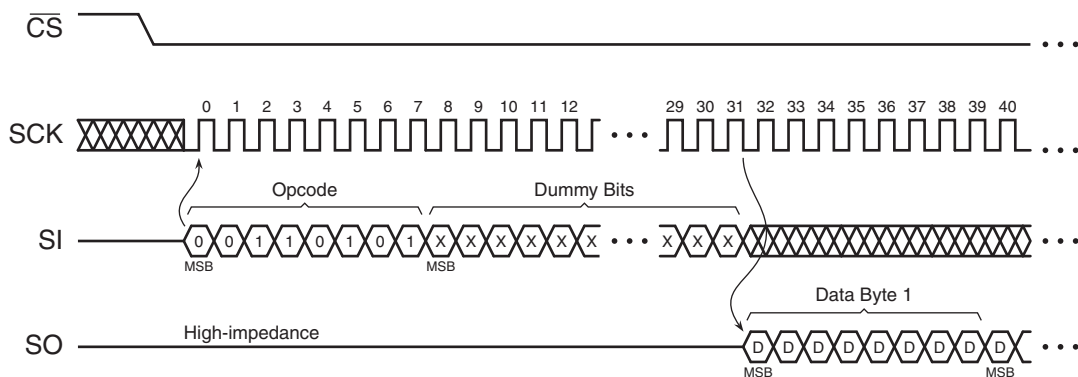 CS
• • •
0 1 2 3 4 5 6 7 8 9 10 11 12 29 30 31 32 33 34 35 36 37 38 39 40
SCK • • • • • •
Opcode Dummy Bits
SI 0 0 1 1 0 1 0 1 X X X X X X • • • X X X • • •
MSB MSB
Data Byte 1
High-impedance
SO D D D D D D D D D • • •
MSB MSB